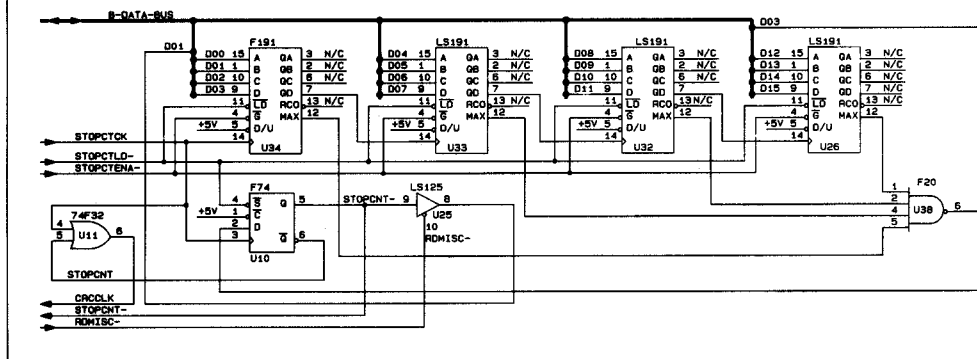 B-DATA-BUS
D03
D01
F191
D00 15 A QA 3 N/C
D01 1 B QB 2 N/C
D02 10 C QC 6 N/C
D03 9 D QD 7
11 LD RCO 13 N/C
4 G MAX 12
+5V 5 D/U
14
U34
LS191
D04 15 A QA 3 N/C
D05 1 B QB 2 N/C
D06 10 C QC 6 N/C
D07 9 D QD 7
11 LD RCO 13 N/C
4 G MAX 12
+5V 5 D/U
14
U33
LS191
D08 15 A QA 3 N/C
D09 1 B QB 2 N/C
D10 10 C QC 6 N/C
D11 9 D QD 7
11 LD RCO 13 N/C
4 G MAX 12
+5V 5 D/U
14
U32
LS191
D12 15 A QA 3 N/C
D13 1 B QB 2 N/C
D14 10 C QC 6 N/C
D15 9 D QD 7
11 LD RCO 13 N/C
4 G MAX 12
+5V 5 D/U
14
U26
STOPCTCK
STOPCTLD-
STOPCTENA-
74F32
4
5 U11 6
STOPCNT
F74
4 S Q 5
+5V 1 C
2 D
3 Q 6
U10
STOPCNT- 9
LS125
8
U25
10
RDMISC-
F20
1
2
4 U38 6
5
CRCCLK
STOPCNT-
RDMISC-